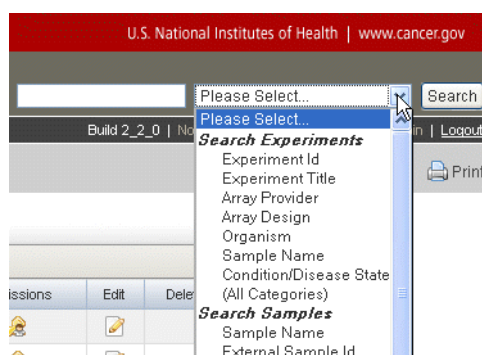 U.S. National Institutes of Health | www.cancer.gov
Please Select... Search
Please Select...
Build 2_2_0 | in | Logout
Search Experiments
Experiment Id
Experiment Title
Print
Array Provider
Array Design
Organism
Sample Name
Condition/Disease State
issions Edit Dele (All Categories)
Search Samples
Sample Name
External Sample Id